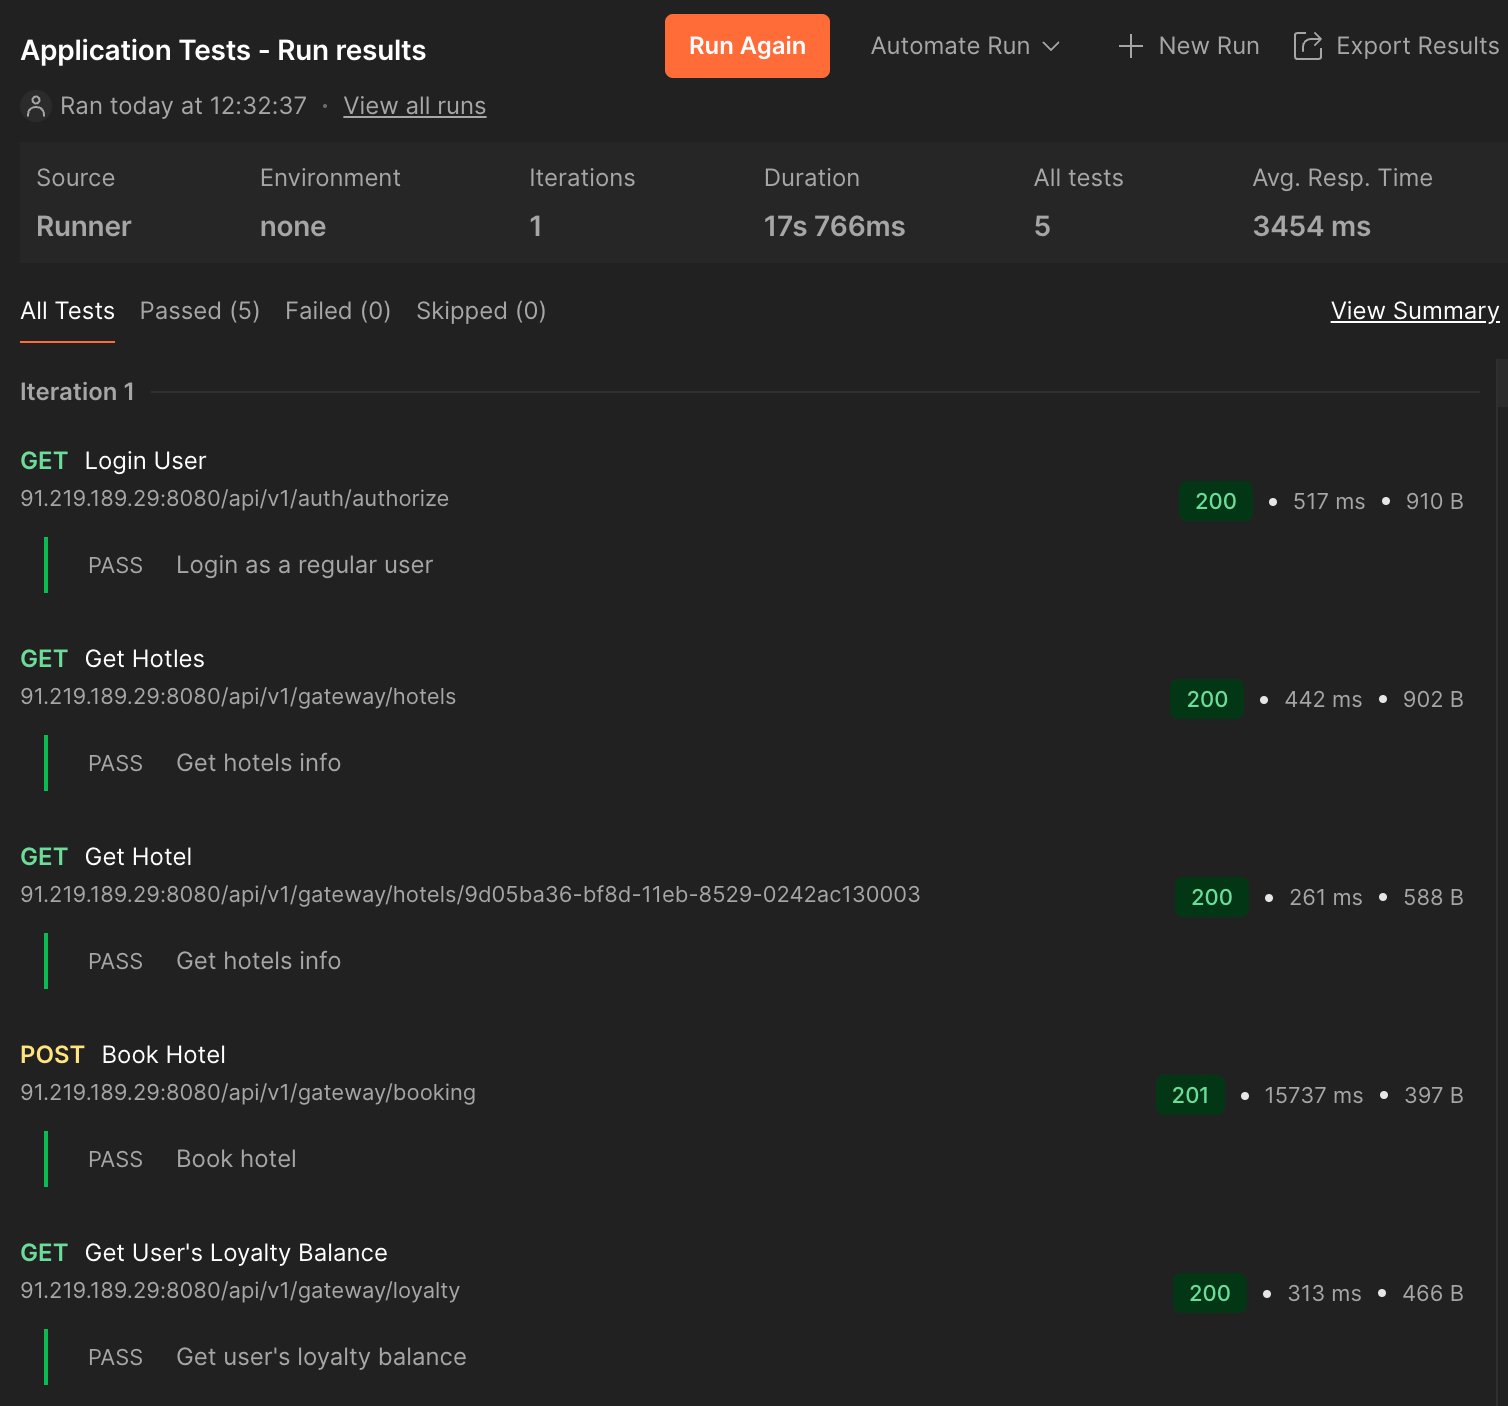 Application Tests - Run results
Run Again
Automate Run
New Run
Export Results
Ran today at 12:32:37 · View all runs
Source Environment Iterations Duration All tests Avg. Resp. Time
Runner none 1 17s 766ms 5 3454 ms
All Tests Passed (5) Failed (0) Skipped (0) View Summary
Iteration 1
GET Login User
91.219.189.29:8080/api/v1/auth/authorize
200 • 517 ms • 910 B
PASS Login as a regular user
GET Get Hotles
91.219.189.29:8080/api/v1/gateway/hotels
200 • 442 ms • 902 B
PASS Get hotels info
GET Get Hotel
91.219.189.29:8080/api/v1/gateway/hotels/9d05ba36-bf8d-11eb-8529-0242ac130003
200 • 261 ms • 588 B
PASS Get hotels info
POST Book Hotel
91.219.189.29:8080/api/v1/gateway/booking
201 • 15737 ms • 397 B
PASS Book hotel
GET Get User's Loyalty Balance
91.219.189.29:8080/api/v1/gateway/loyalty
200 • 313 ms • 466 B
PASS Get user's loyalty balance